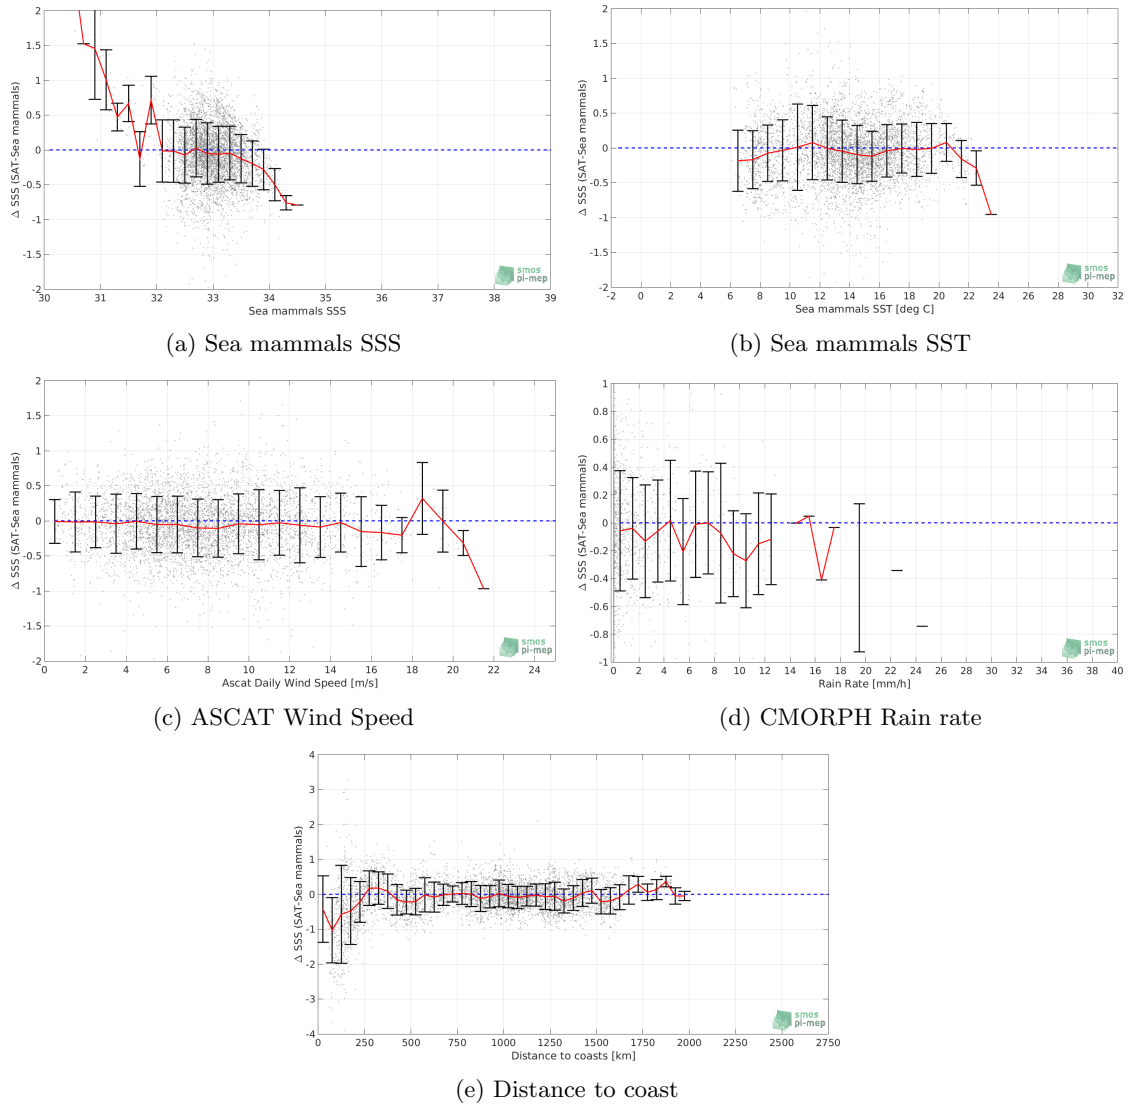 2
1.5
1
0.5
0
-0.5
-1
-1.5
-2
Δ SSS (SAT-Sea mammals)
30 31 32 33 34 35 36 37 38 39
Sea mammals SSS
smos
pi-mep
(a) Sea mammals SSS
2
1.5
1
0.5
0
-0.5
-1
-1.5
-2
Δ SSS (SAT-Sea mammals)
-2 0 2 4 6 8 10 12 14 16 18 20 22 24 26 28 30 32
Sea mammals SST [deg C]
smos
pi-mep
(b) Sea mammals SST
2
1.5
1
0.5
0
-0.5
-1
-1.5
-2
Δ SSS (SAT-Sea mammals)
0 2 4 6 8 10 12 14 16 18 20 22 24
Ascat Daily Wind Speed [m/s]
smos
pi-mep
(c) ASCAT Wind Speed
1
0.8
0.6
0.4
0.2
0
-0.2
-0.4
-0.6
-0.8
-1
Δ SSS (SAT-Sea mammals)
0 2 4 6 8 10 12 14 16 18 20 22 24 26 28 30 32 34 36 38 40
Rain Rate [mm/h]
smos
pi-mep
(d) CMORPH Rain rate
4
3
2
1
0
-1
-2
-3
-4
Δ SSS (SAT-Sea mammals)
0 250 500 750 1000 1250 1500 1750 2000 2250 2500 2750
Distance to coasts [km]
smos
pi-mep
(e) Distance to coast